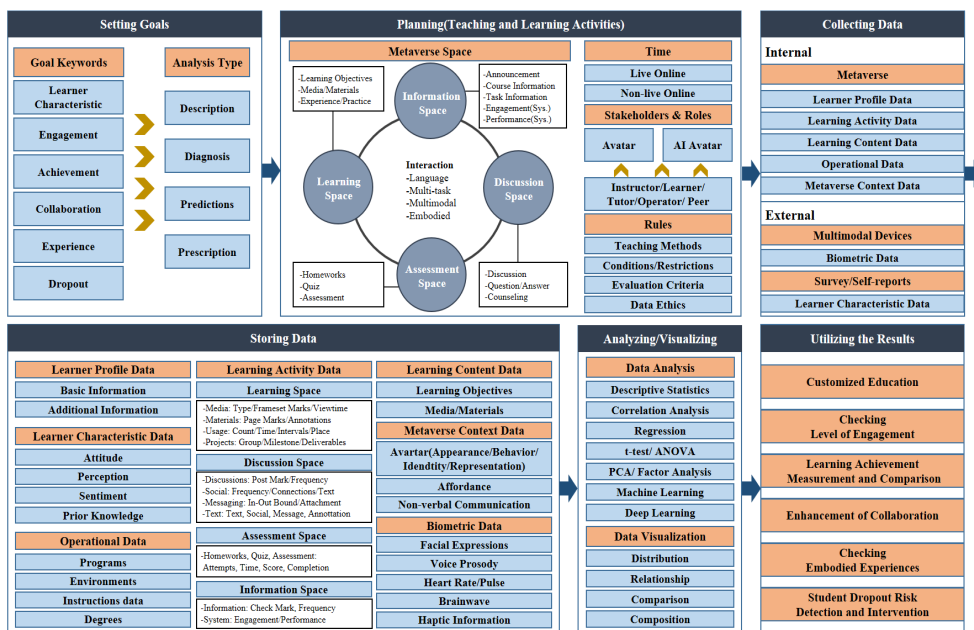 Setting Goals
Goal Keywords
Learner
Characteristic
Engagement
Achievement
Collaboration
Experience
Dropout
Analysis Type
Description
Diagnosis
Predictions
Prescription
Planning(Teaching and Learning Activities)
Metaverse Space
-Learning Objectives
-Media/Materials
-Experience/Practice
Information
Space
-Announcement
-Course Information
-Task Information
-Engagement(Sys.)
-Performance(Sys.)
Learning
Space
Interaction
-Language
-Multi-task
-Multimodal
-Embodied
Discussion
Space
Assessment
Space
-Homeworks
-Quiz
-Assessment
-Discussion
-Question/Answer
-Counseling
Time
Live Online
Non-live Online
Stakeholders & Roles
Avatar
AI Avatar
Instructor/Learner/
Tutor/Operator/ Peer
Rules
Teaching Methods
Conditions/Restrictions
Evaluation Criteria
Data Ethics
Collecting Data
Internal
Metaverse
Learner Profile Data
Learning Activity Data
Learning Content Data
Operational Data
Metaverse Context Data
External
Multimodal Devices
Biometric Data
Survey/Self-reports
Learner Characteristic Data
Storing Data
Learner Profile Data
Basic Information
Additional Information
Learner Characteristic Data
Attitude
Perception
Sentiment
Prior Knowledge
Operational Data
Programs
Environments
Instructions data
Degrees
Learning Activity Data
Learning Space
-Media: Type/Frameset Marks/Viewtime
-Materials: Page Marks/Annotations
-Usage: Count/Time/Intervals/Place
-Projects: Group/Milestone/Deliverables
Discussion Space
-Discussions: Post Mark/Frequency
-Social: Frequency/Connections/Text
-Messaging: In-Out Bound/Attachment
-Text: Text, Social, Message, Annottation
Assessment Space
-Homeworks, Quiz, Assessment:
Attempts, Time, Score, Completion
Information Space
-Information: Check Mark, Frequency
-System: Engagement/Performance
Learning Content Data
Learning Objectives
Media/Materials
Metaverse Context Data
Avartar(Appearance/Behavior/
Idendtity/Representation)
Affordance
Non-verbal Communication
Biometric Data
Facial Expressions
Voice Prosody
Heart Rate/Pulse
Brainwave
Haptic Information
Analyzing/Visualizing
Data Analysis
Descriptive Statistics
Correlation Analysis
Regression
t-test/ ANOVA
PCA/ Factor Analysis
Machine Learning
Deep Learning
Data Visualization
Distribution
Relationship
Comparison
Composition
Utilizing the Results
Customized Education
Checking
Level of Engagement
Learning Achievement
Measurement and Comparison
Enhancement of Collaboration
Checking
Embodied Experiences
Student Dropout Risk
Detection and Intervention